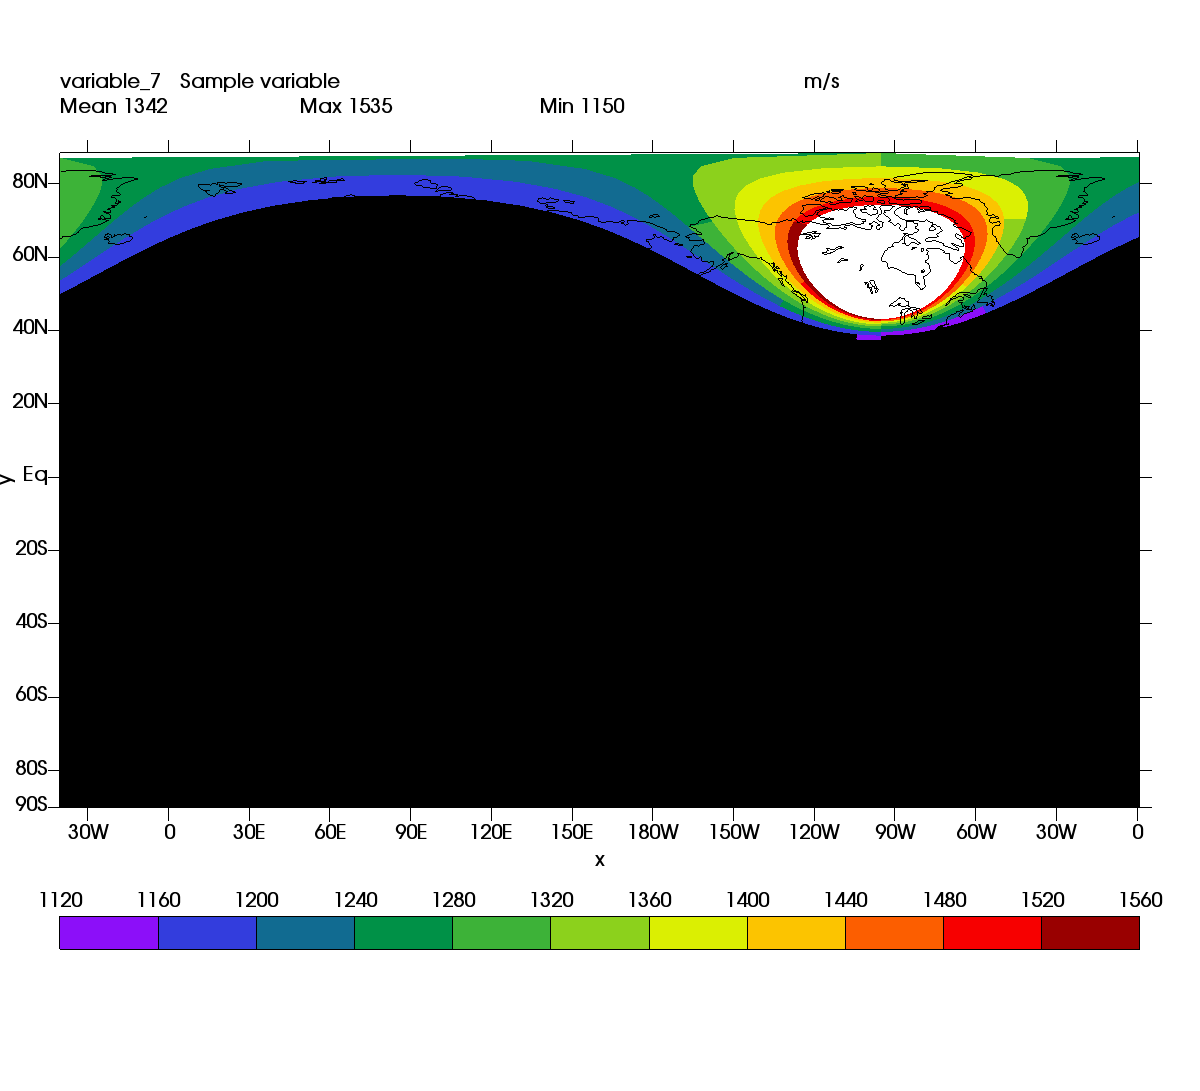 variable_7 Sample variable m/s
Mean 1342 Max 1535 Min 1150
80N
60N
40N
20N
Eq
y
20S
40S
60S
80S
90S
30W 0 30E 60E 90E 120E 150E 180W 150W 120W 90W 60W 30W 0
x
1120 1160 1200 1240 1280 1320 1360 1400 1440 1480 1520 1560